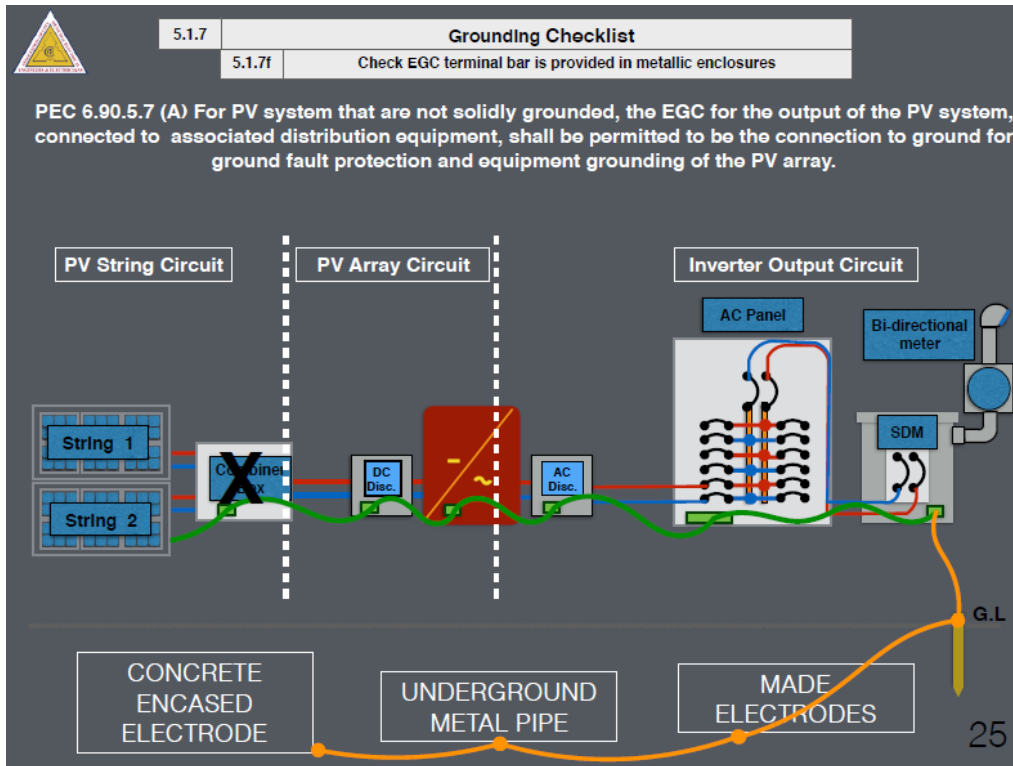 5.1.7
Grounding Checklist
5.1.7f
Check EGC terminal bar is provided in metallic enclosures
PEC 6.90.5.7 (A) For PV system that are not solidly grounded, the EGC for the output of the PV system,
connected to associated distribution equipment, shall be permitted to be the connection to ground for
ground fault protection and equipment grounding of the PV array.
PV String Circuit
PV Array Circuit
Inverter Output Circuit
AC Panel
Bi-directional
meter
String 1
String 2
X
DC
Disc.
AC
Disc.
SDM
G.L
CONCRETE
ENCASED
ELECTRODE
UNDERGROUND
METAL PIPE
MADE
ELECTRODES
25